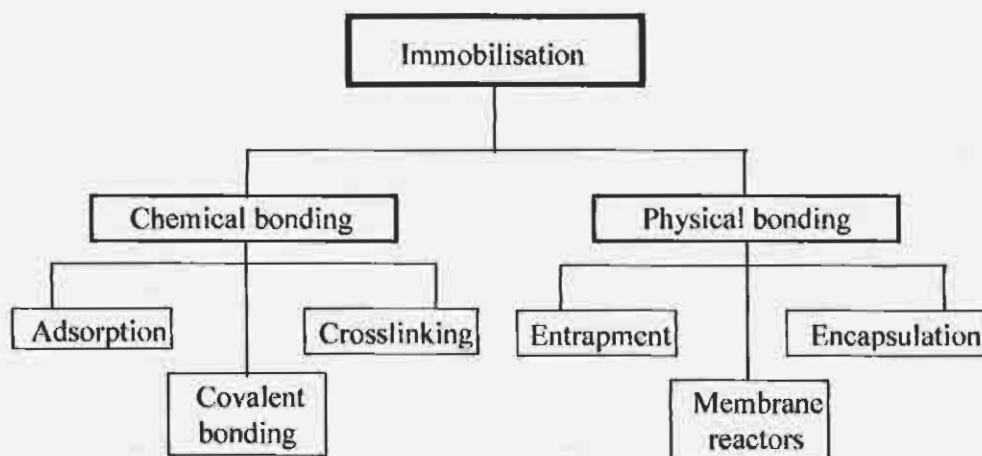 Immobilisation
Chemical bonding
Physical bonding
Adsorption
Crosslinking
Entrapment
Encapsulation
Covalent
bonding
Membrane
reactors